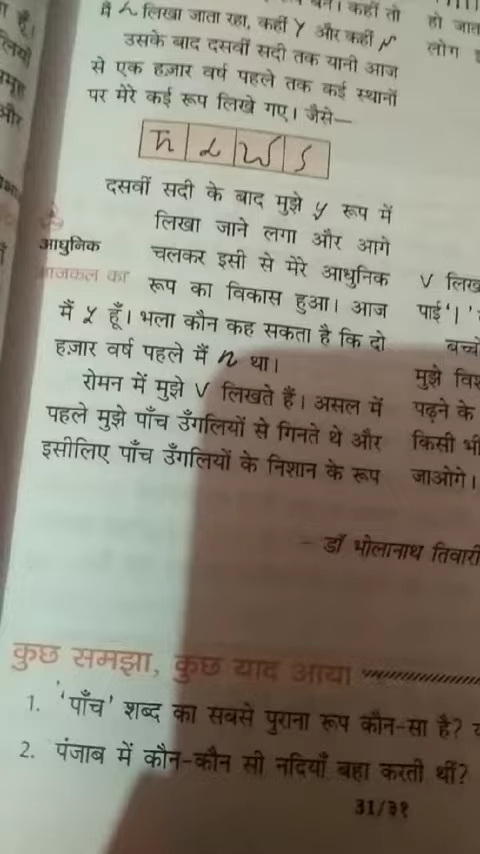 में h लिखा जाता रहा, कहीं Y और कहीं
उसके बाद दसवीं सदी तक यानी आज
से एक हज़ार वर्ष पहले तक कई स्थानों
पर मेरे कई रूप लिखे गए। जैसे—
दसवीं सदी के बाद मुझे y रूप में
लिखा जाने लगा और आगे
आधुनिक
चलकर इसी से मेरे आधुनिक
आजकल का
रूप का विकास हुआ। आज
मैं ५ हूँ। भला कौन कह सकता है कि दो
हज़ार वर्ष पहले मैं h था।
रोमन में मुझे V लिखते हैं। असल में
पहले मुझे पाँच उँगलियों से गिनते थे और
इसीलिए पाँच उँगलियों के निशान के रूप
हो जात
लोग
V लिख
पाई '।'
बच्चे
मुझे विश
पढ़ने के
किसी भी
जाओगे।
- डॉ भोलानाथ तिवारी
कुछ समझा, कुछ याद आया
1. 'पाँच' शब्द का सबसे पुराना रूप कौन-सा है?
2. पंजाब में कौन-कौन सी नदियाँ बहा करती थीं?
31/३१